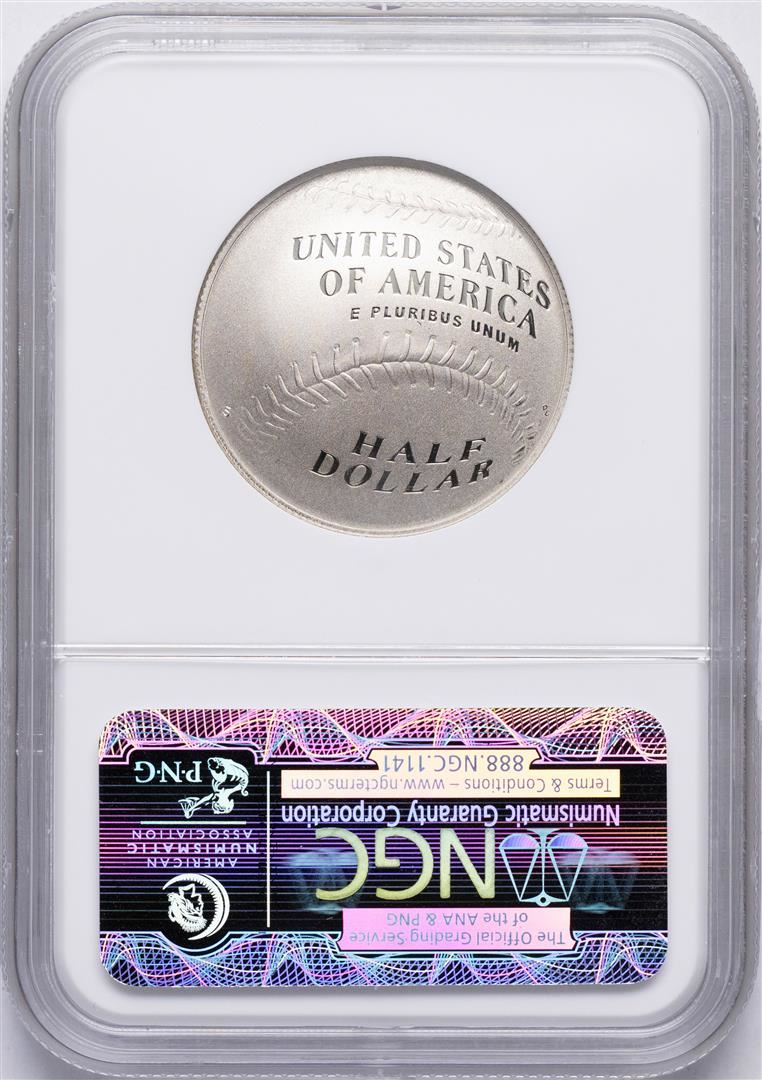 UNITED STATES
OF AMERICA
E PLURIBUS UNUM
S
HALF
DOLLAR
The Official Grading Service
of the ANA & PNG
NGC
Numismatic Guaranty Corporation
Terms & Conditions – www.ngcterms.com
888.NGC.1141
AMERICAN
NUMISMATIC
ASSOCIATION
P·N·G